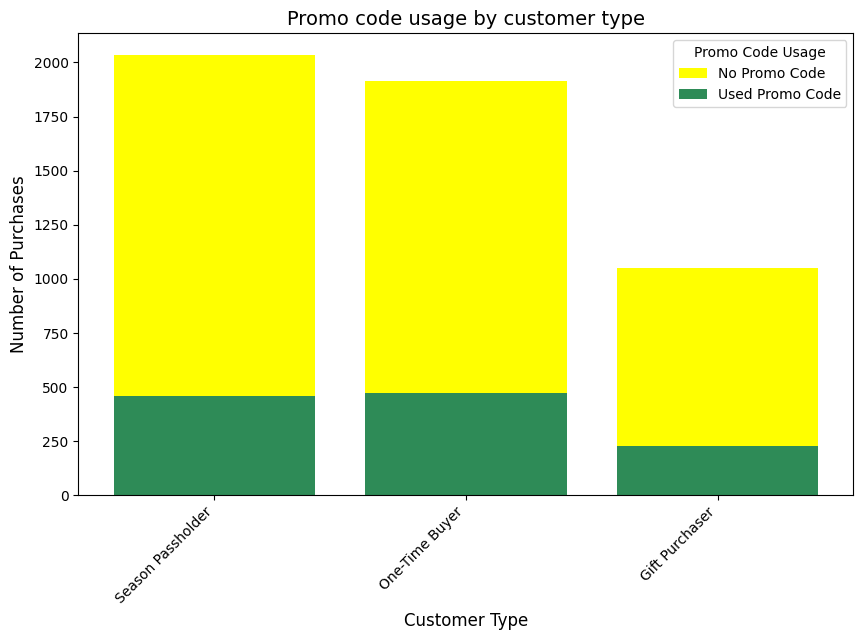 Promo code usage by customer type
Promo Code Usage
No Promo Code
Used Promo Code
Number of Purchases
2000
1750
1500
1250
1000
750
500
250
0
Season Passholder
One-Time Buyer
Gift Purchaser
Customer Type